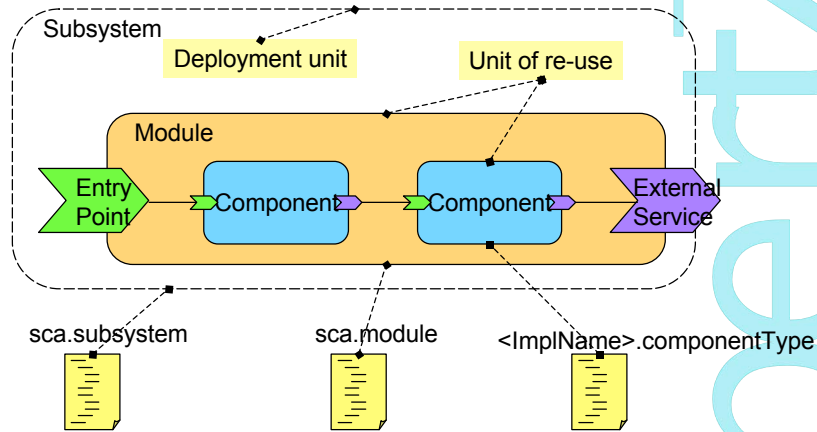 Subsystem
Deployment unit
Unit of re-use
Module
Entry
Point
Component
Component
External
Service
sca.subsystem
sca.module
<ImplName>.componentType